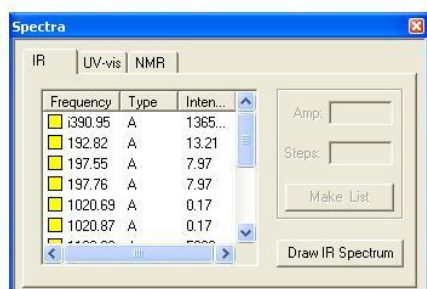 Spectra
IR UV-vis NMR
Frequency Type Inten...
i390.95 A 1365...
192.82 A 13.21
197.55 A 7.97
197.76 A 7.97
1020.69 A 0.17
1020.87 A 0.17
Amp:
Steps:
Make List
Draw IR Spectrum